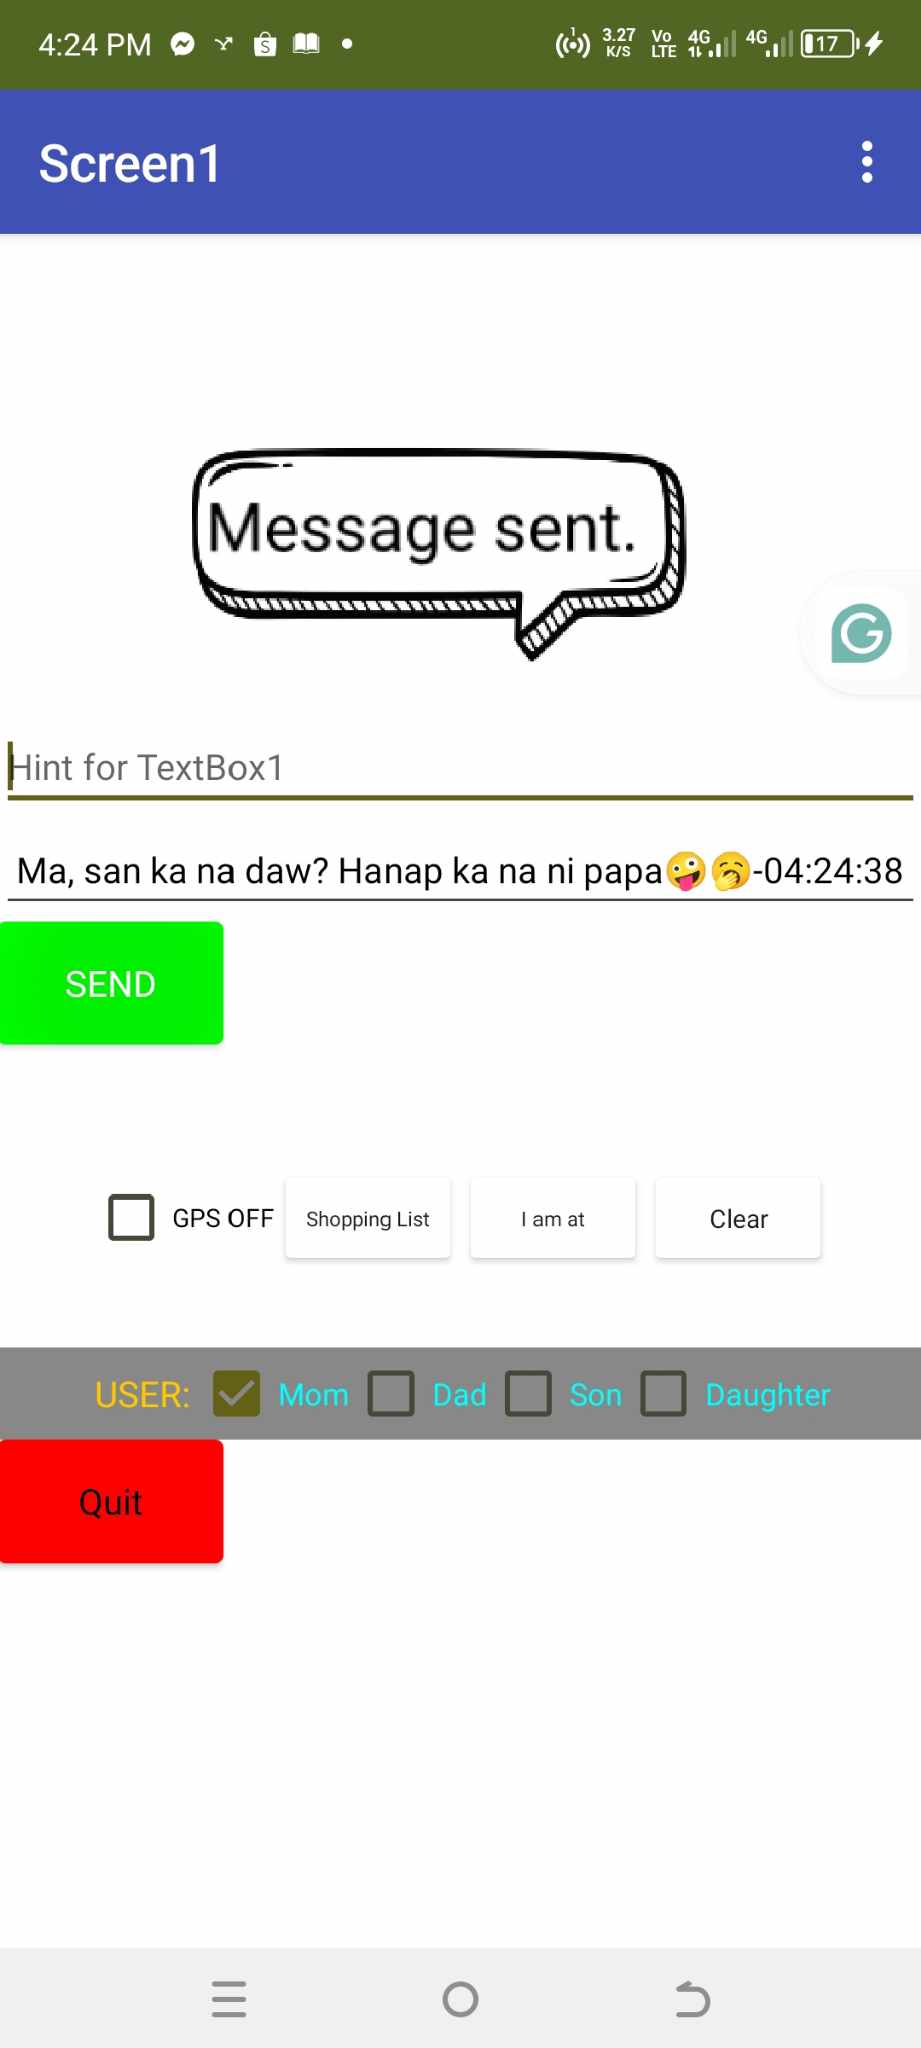 4:24 PM 1 3.27 K/S Vo LTE 4G 4G 17
Screen1
Message sent.
Hint for TextBox1
Ma, san ka na daw? Hanap ka na ni papa🤪🥱-04:24:38
SEND
GPS OFF Shopping List I am at Clear
USER: Mom Dad Son Daughter
Quit